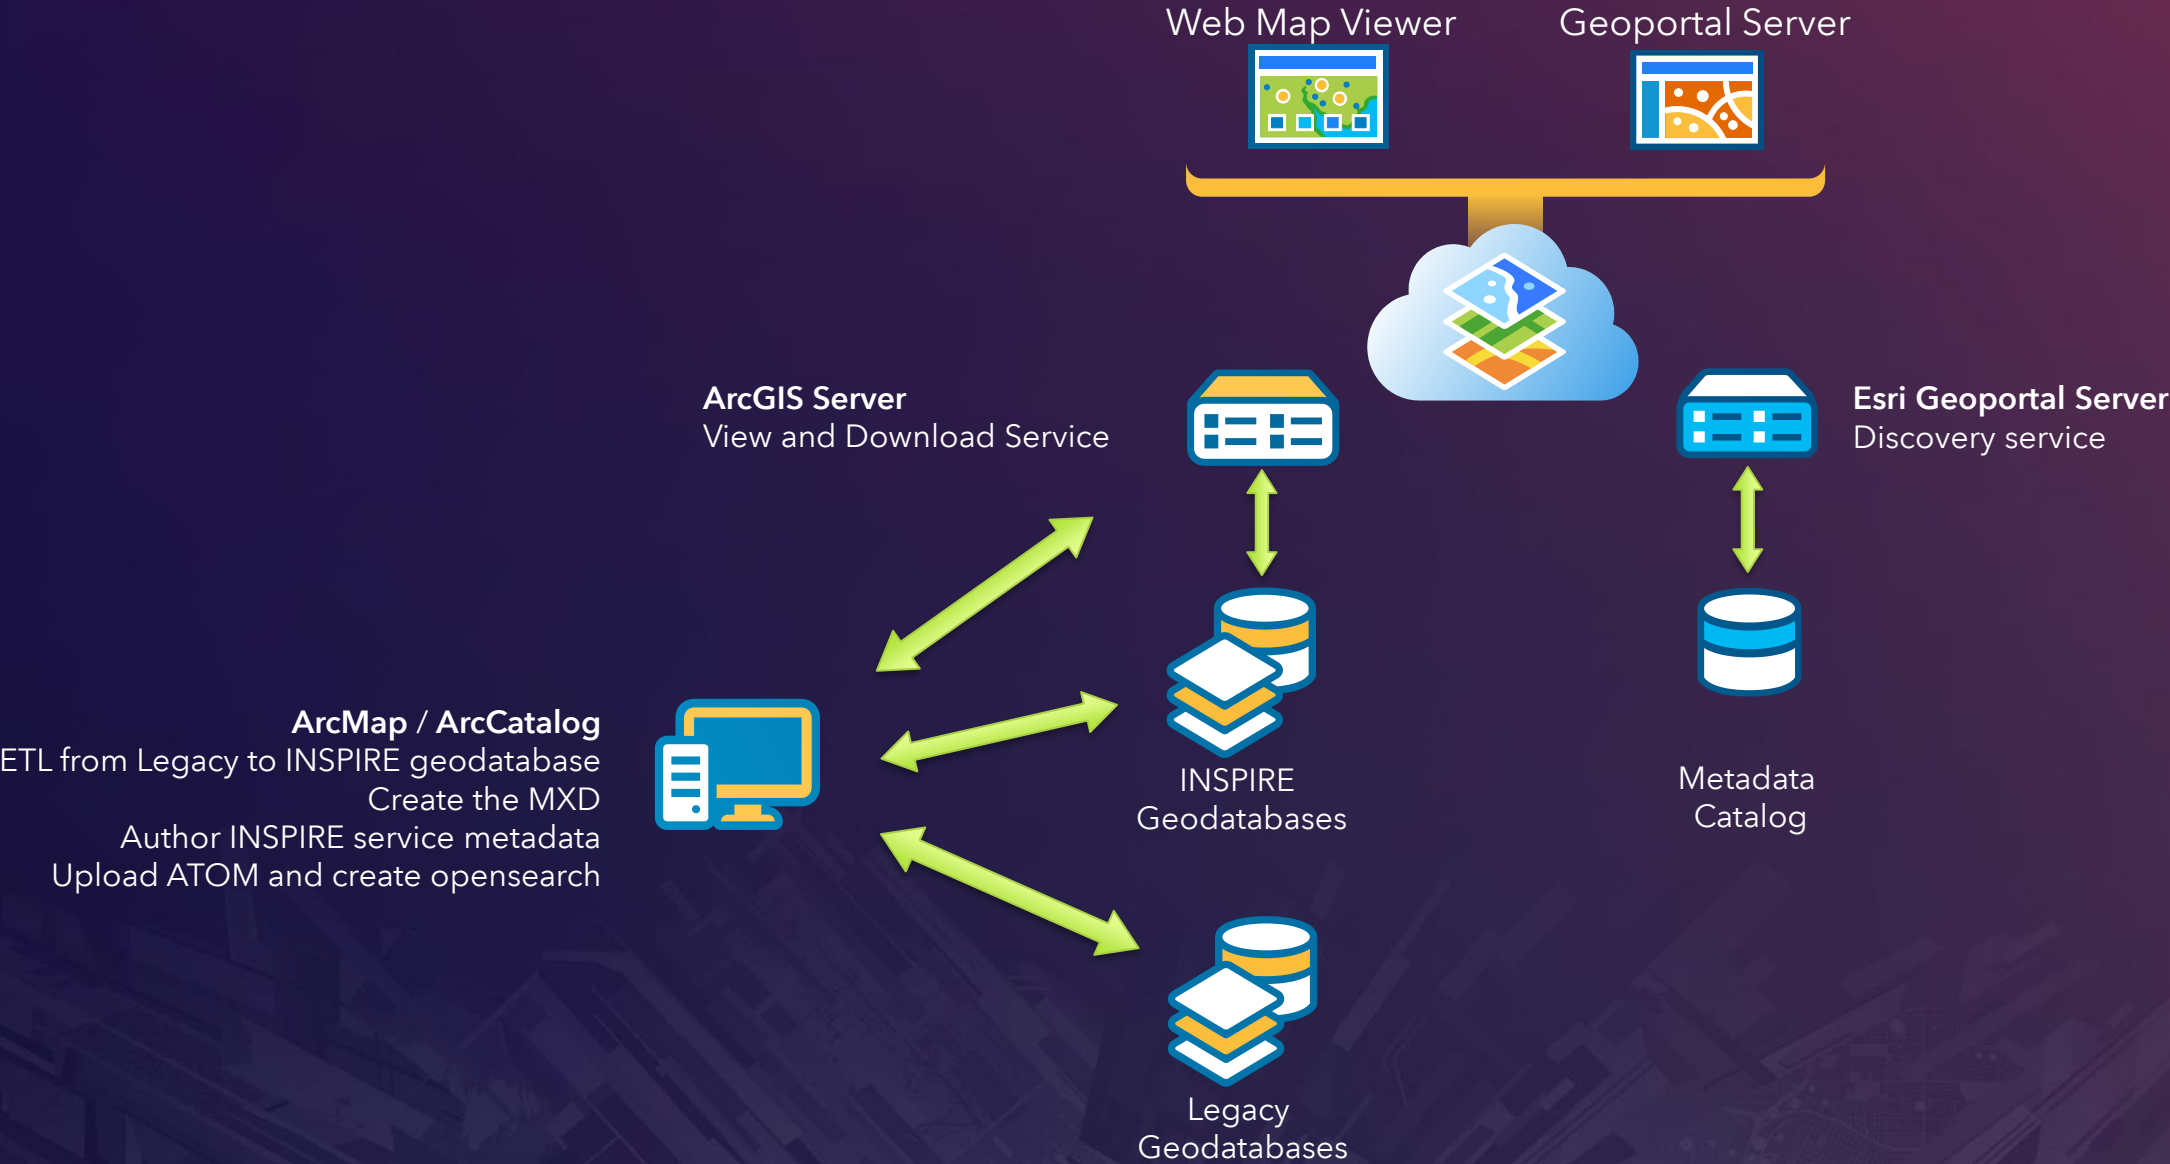 Web Map Viewer
Geoportal Server
ArcGIS Server
View and Download Service
Esri Geoportal Server
Discovery service
ArcMap / ArcCatalog
ETL from Legacy to INSPIRE geodatabase
Create the MXD
Author INSPIRE service metadata
Upload ATOM and create opensearch
INSPIRE
Geodatabases
Metadata
Catalog
Legacy
Geodatabases